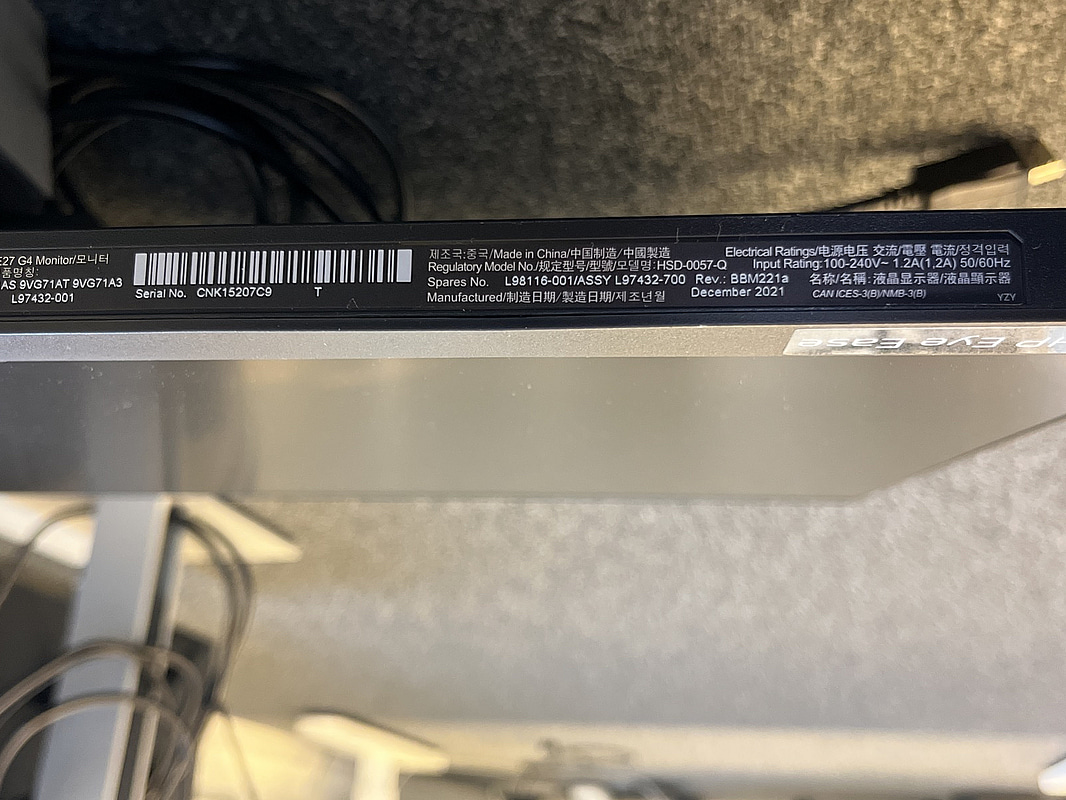 E27 G4 Monitor/모니터
품명칭:
AS 9VG71AT 9VG71A3
L97432-001
Serial No. CNK15207C9 T
제조국:중국/Made in China/中国制造/中國製造
Regulatory Model No./规定型号/型號/모델명:HSD-0057-Q
Spares No. L98116-001/ASSY L97432-700 Rev.: BBM221a
Manufactured/制造日期/製造日期/제조년월 December 2021
Electrical Ratings/电源电压 交流/電壓 電流/정격입력
Input Rating:100-240V~ 1.2A(1,2A) 50/60Hz
名称/名稱: 液晶显示器/液晶顯示器
CAN ICES-3(B)/NMB-3(B) YZY
HP Eye Ease